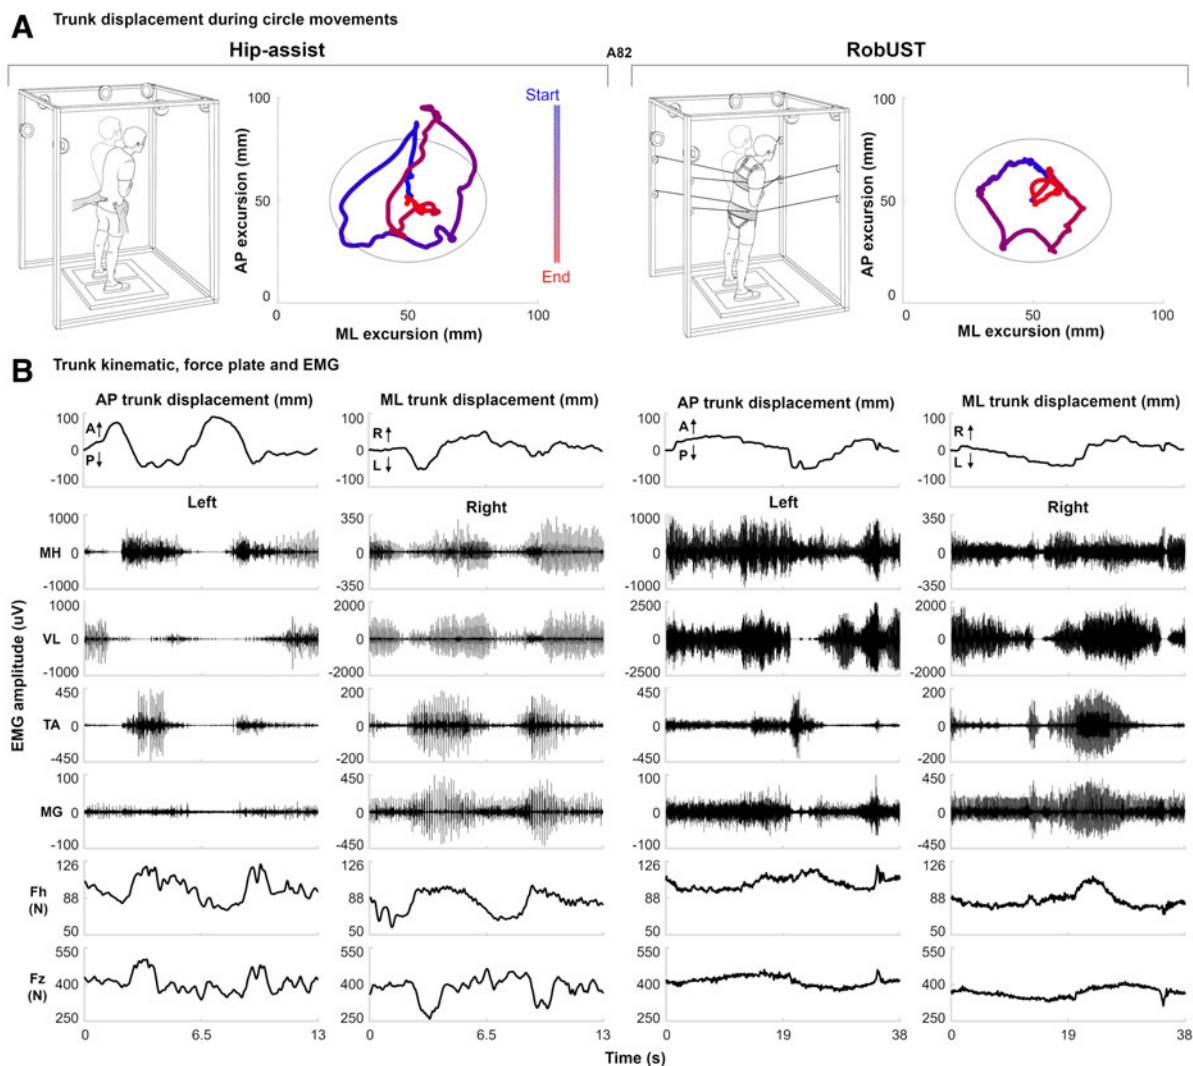 A Trunk displacement during circle movements
Hip-assist A82 RobUST
100 Start 100
AP excursion (mm) 50 AP excursion (mm) 50
0 End 0
0 50 100 0 50 100
ML excursion (mm) ML excursion (mm)
B Trunk kinematic, force plate and EMG
AP trunk displacement (mm) ML trunk displacement (mm) AP trunk displacement (mm) ML trunk displacement (mm)
100 A↑ 100 R↑ 100 A↑ 100 R↑
0 0 0 0
P↓ L↓ P↓ L↓
-100 -100 -100 -100
Left Right Left Right
EMG amplitude (uV)
1000 350 1000 350
MH 0 0 0 0
-1000 -350 -1000 -350
1000 2000 2500 2000
VL 0 0 0 0
-1000 -2000 -2500 -2000
450 200 450 200
TA 0 0 0 0
-450 -200 -450 -200
100 450 100 450
MG 0 0 0 0
-100 -450 -100 -450
126 126 126 126
Fh 88 88 88 88
(N)
50 50 50 50
550 550 550 550
Fz 400 400 400 400
(N)
250 250 250 250
0 6.5 13 0 6.5 13 0 19 38 0 19 38
Time (s)